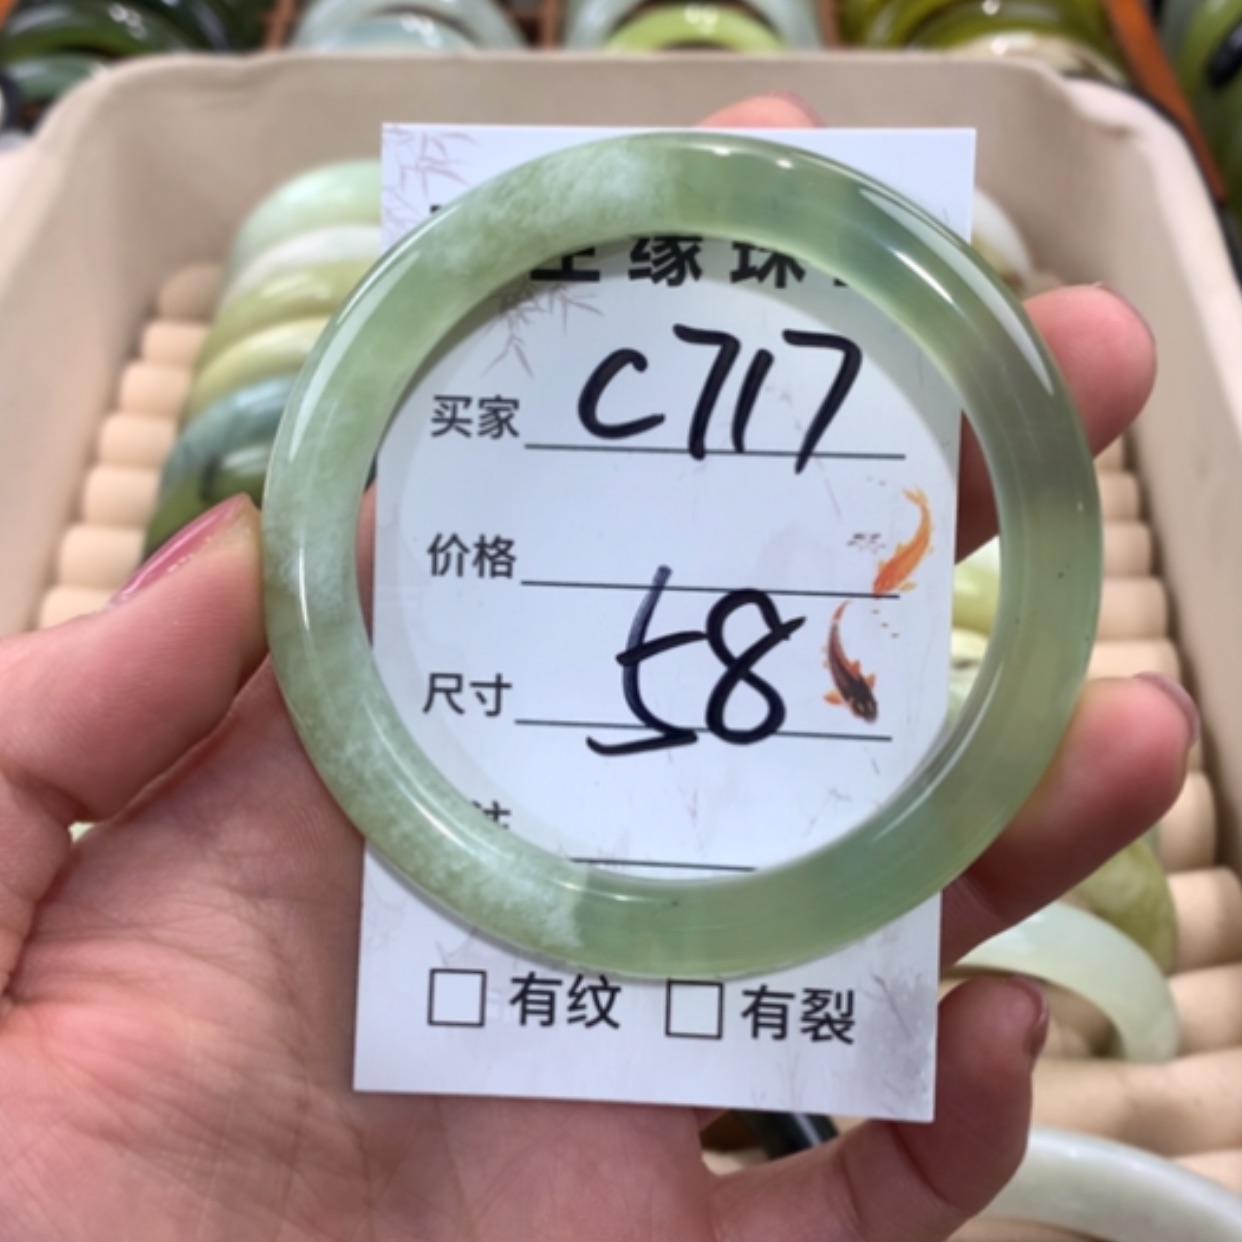 缘珠
买家 C717
价格
尺寸 58
有纹 有裂